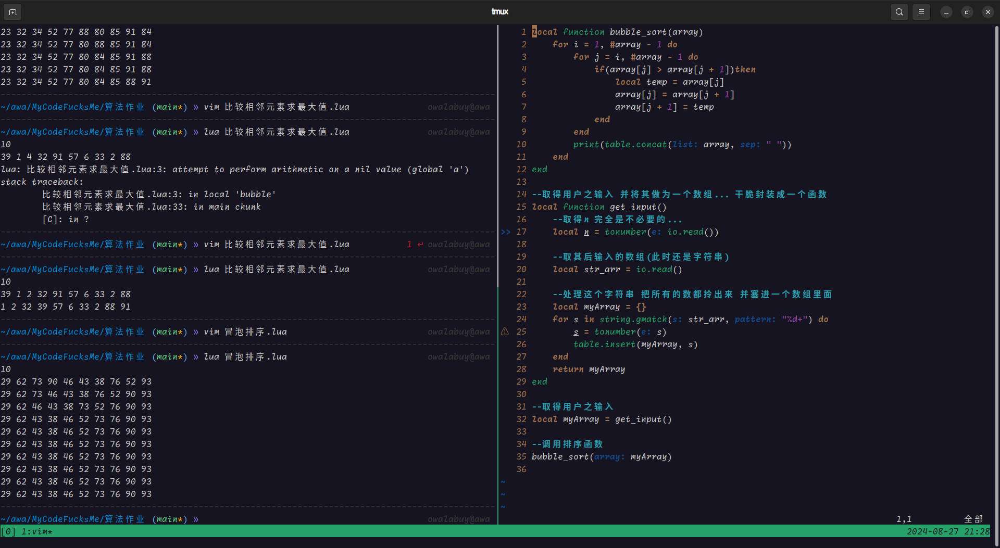 tmux
23 32 34 52 77 88 80 85 91 84
23 32 34 52 77 80 88 85 91 84
23 32 34 52 77 80 84 85 91 88
23 32 34 52 77 80 84 85 91 88
23 32 34 52 77 80 84 85 88 91
~/awa/MyCodeFucksMe/算法作业 (main*) » vim 比较相邻元素求最大值.lua owalabuy@awa
~/awa/MyCodeFucksMe/算法作业 (main*) » lua 比较相邻元素求最大值.lua owalabuy@awa
10
39 1 4 32 91 57 6 33 2 88
lua: 比较相邻元素求最大值.lua:3: attempt to perform arithmetic on a nil value (global 'a')
stack traceback:
比较相邻元素求最大值.lua:3: in local 'bubble'
比较相邻元素求最大值.lua:33: in main chunk
[C]: in ?
~/awa/MyCodeFucksMe/算法作业 (main*) » vim 比较相邻元素求最大值.lua 1 ↵ owalabuy@awa
~/awa/MyCodeFucksMe/算法作业 (main*) » lua 比较相邻元素求最大值.lua owalabuy@awa
10
39 1 2 32 91 57 6 33 2 88
1 2 32 39 57 6 33 2 88 91
~/awa/MyCodeFucksMe/算法作业 (main*) » vim 冒泡排序.lua owalabuy@awa
~/awa/MyCodeFucksMe/算法作业 (main*) » lua 冒泡排序.lua owalabuy@awa
10
29 62 73 90 46 43 38 76 52 93
29 62 73 46 43 38 76 52 90 93
29 62 46 43 38 73 52 76 90 93
29 62 43 38 46 52 73 76 90 93
29 62 43 38 46 52 73 76 90 93
29 62 43 38 46 52 73 76 90 93
29 62 43 38 46 52 73 76 90 93
29 62 43 38 46 52 73 76 90 93
29 62 43 38 46 52 73 76 90 93
29 62 43 38 46 52 73 76 90 93
~/awa/MyCodeFucksMe/算法作业 (main*) » owalabuy@awa
1 local function bubble_sort(array)
2     for i = 1, #array - 1 do
3         for j = i, #array - 1 do
4             if(array[j] > array[j + 1])then
5                 local temp = array[j]
6                 array[j] = array[j + 1]
7                 array[j + 1] = temp
8             end
9         end
10         print(table.concat(list: array, sep: " "))
11     end
12 end
13
14 --取得用户之输入 并将其做为一个数组... 干脆封装成一个函数
15 local function get_input()
16     --取得n 完全是不必要的...
>> 17     local n = tonumber(e: io.read())
18
19     --取其后输入的数组(此时还是字符串)
20     local str_arr = io.read()
21
22     --处理这个字符串 把所有的数都拎出来 并塞进一个数组里面
23     local myArray = {}
24     for s in string.gmatch(s: str_arr, pattern: "%d+") do
⚠ 25         s = tonumber(e: s)
26         table.insert(myArray, s)
27     end
28     return myArray
29 end
30
31 --取得用户之输入
32 local myArray = get_input()
33
34 --调用排序函数
35 bubble_sort(array: myArray)
36
~
~
~
1,1 全部
[0] 1:vim* 2024-08-27 21:28